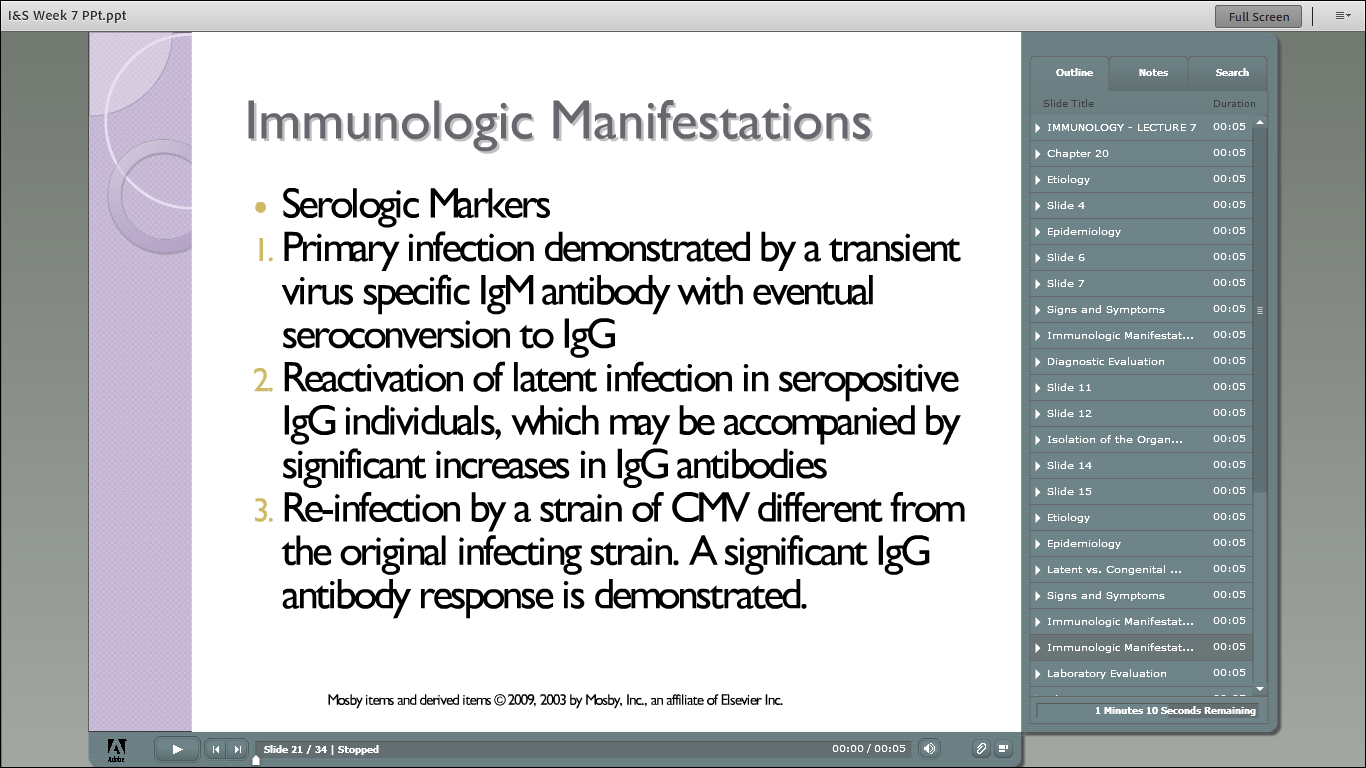 I&S Week 7 PPt.ppt
Full Screen
Immunologic Manifestations
• Serologic Markers
1. Primary infection demonstrated by a transient
virus specific IgM antibody with eventual
seroconversion to IgG
2. Reactivation of latent infection in seropositive
IgG individuals, which may be accompanied by
significant increases in IgG antibodies
3. Re-infection by a strain of CMV different from
the original infecting strain. A significant IgG
antibody response is demonstrated.
Mosby items and derived items © 2009, 2003 by Mosby, Inc., an affiliate of Elsevier Inc.
Outline Notes Search
Slide Title Duration
IMMUNOLOGY - LECTURE 7 00:05
Chapter 20 00:05
Etiology 00:05
Slide 4 00:05
Epidemiology 00:05
Slide 6 00:05
Slide 7 00:05
Signs and Symptoms 00:05
Immunologic Manifestat... 00:05
Diagnostic Evaluation 00:05
Slide 11 00:05
Slide 12 00:05
Isolation of the Organ... 00:05
Slide 14 00:05
Slide 15 00:05
Etiology 00:05
Epidemiology 00:05
Latent vs. Congenital ... 00:05
Signs and Symptoms 00:05
Immunologic Manifestat... 00:05
Immunologic Manifestat... 00:05
Laboratory Evaluation 00:05
1 Minutes 10 Seconds Remaining
Adobe
Slide 21 / 34 | Stopped 00:00 / 00:05